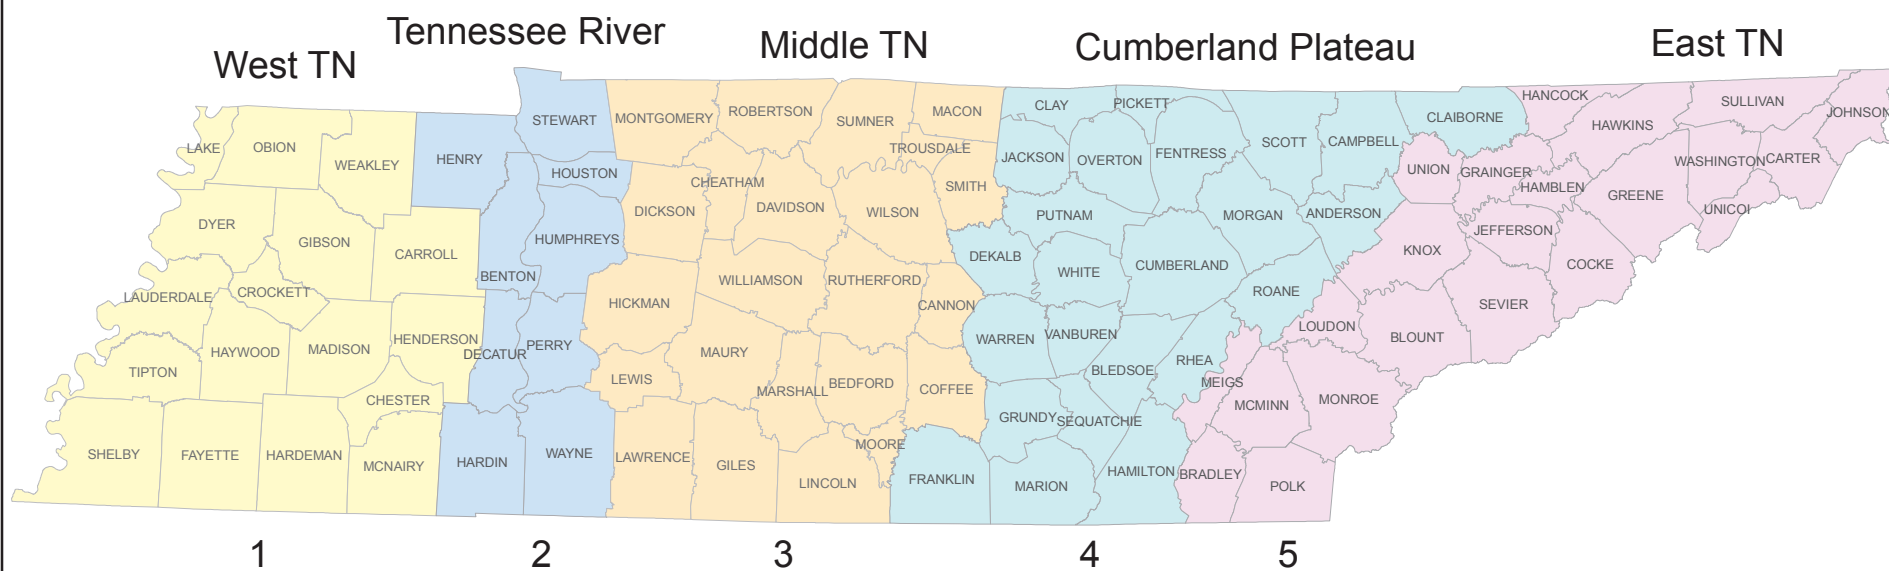 West TN
Tennessee River
Middle TN
Cumberland Plateau
East TN
LAKE
OBION
WEAKLEY
DYER
GIBSON
CARROLL
LAUDERDALE
CROCKETT
HAYWOOD
MADISON
HENDERSON
TIPTON
CHESTER
SHELBY
FAYETTE
HARDEMAN
MCNAIRY
STEWART
HENRY
HOUSTON
HUMPHREYS
BENTON
DECATUR
PERRY
HARDIN
WAYNE
MONTGOMERY
ROBERTSON
SUMNER
MACON
TROUSDALE
CHEATHAM
SMITH
DICKSON
DAVIDSON
WILSON
WILLIAMSON
RUTHERFORD
HICKMAN
CANNON
MAURY
LEWIS
MARSHALL
BEDFORD
COFFEE
LAWRENCE
GILES
MOORE
LINCOLN
CLAY
PICKETT
CLAIBORNE
SCOTT
CAMPBELL
JACKSON
OVERTON
FENTRESS
PUTNAM
MORGAN
ANDERSON
DEKALB
WHITE
CUMBERLAND
ROANE
WARREN
VANBUREN
RHEA
BLEDSOE
GRUNDY
SEQUATCHIE
FRANKLIN
MARION
HAMILTON
HANCOCK
SULLIVAN
JOHNSON
HAWKINS
WASHINGTON
CARTER
UNION
GRAINGER
HAMBLEN
GREENE
UNICOI
JEFFERSON
KNOX
COCKE
SEVIER
LOUDON
BLOUNT
MEIGS
MCMINN
MONROE
BRADLEY
POLK
1
2
3
4
5